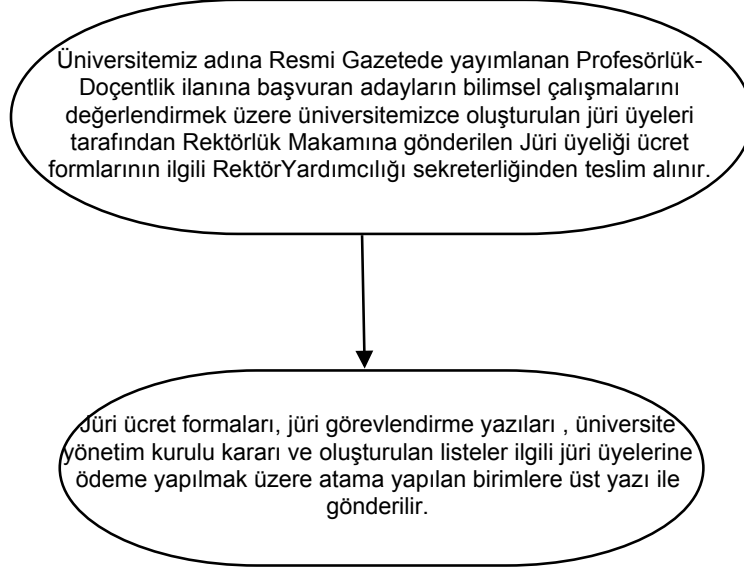 Üniversitemiz adına Resmi Gazetede yayımlanan Profesörlük-
Doçentlik ilanına başvuran adayların bilimsel çalışmalarını
değerlendirmek üzere üniversitemizce oluşturulan jüri üyeleri
tarafından Rektörlük Makamına gönderilen Jüri üyeliği ücret
formlarının ilgili RektörYardımcılığı sekreterliğinden teslim alınır.
Jüri ücret formaları, jüri görevlendirme yazıları , üniversite
yönetim kurulu kararı ve oluşturulan listeler ilgili jüri üyelerine
ödeme yapılmak üzere atama yapılan birimlere üst yazı ile
gönderilir.